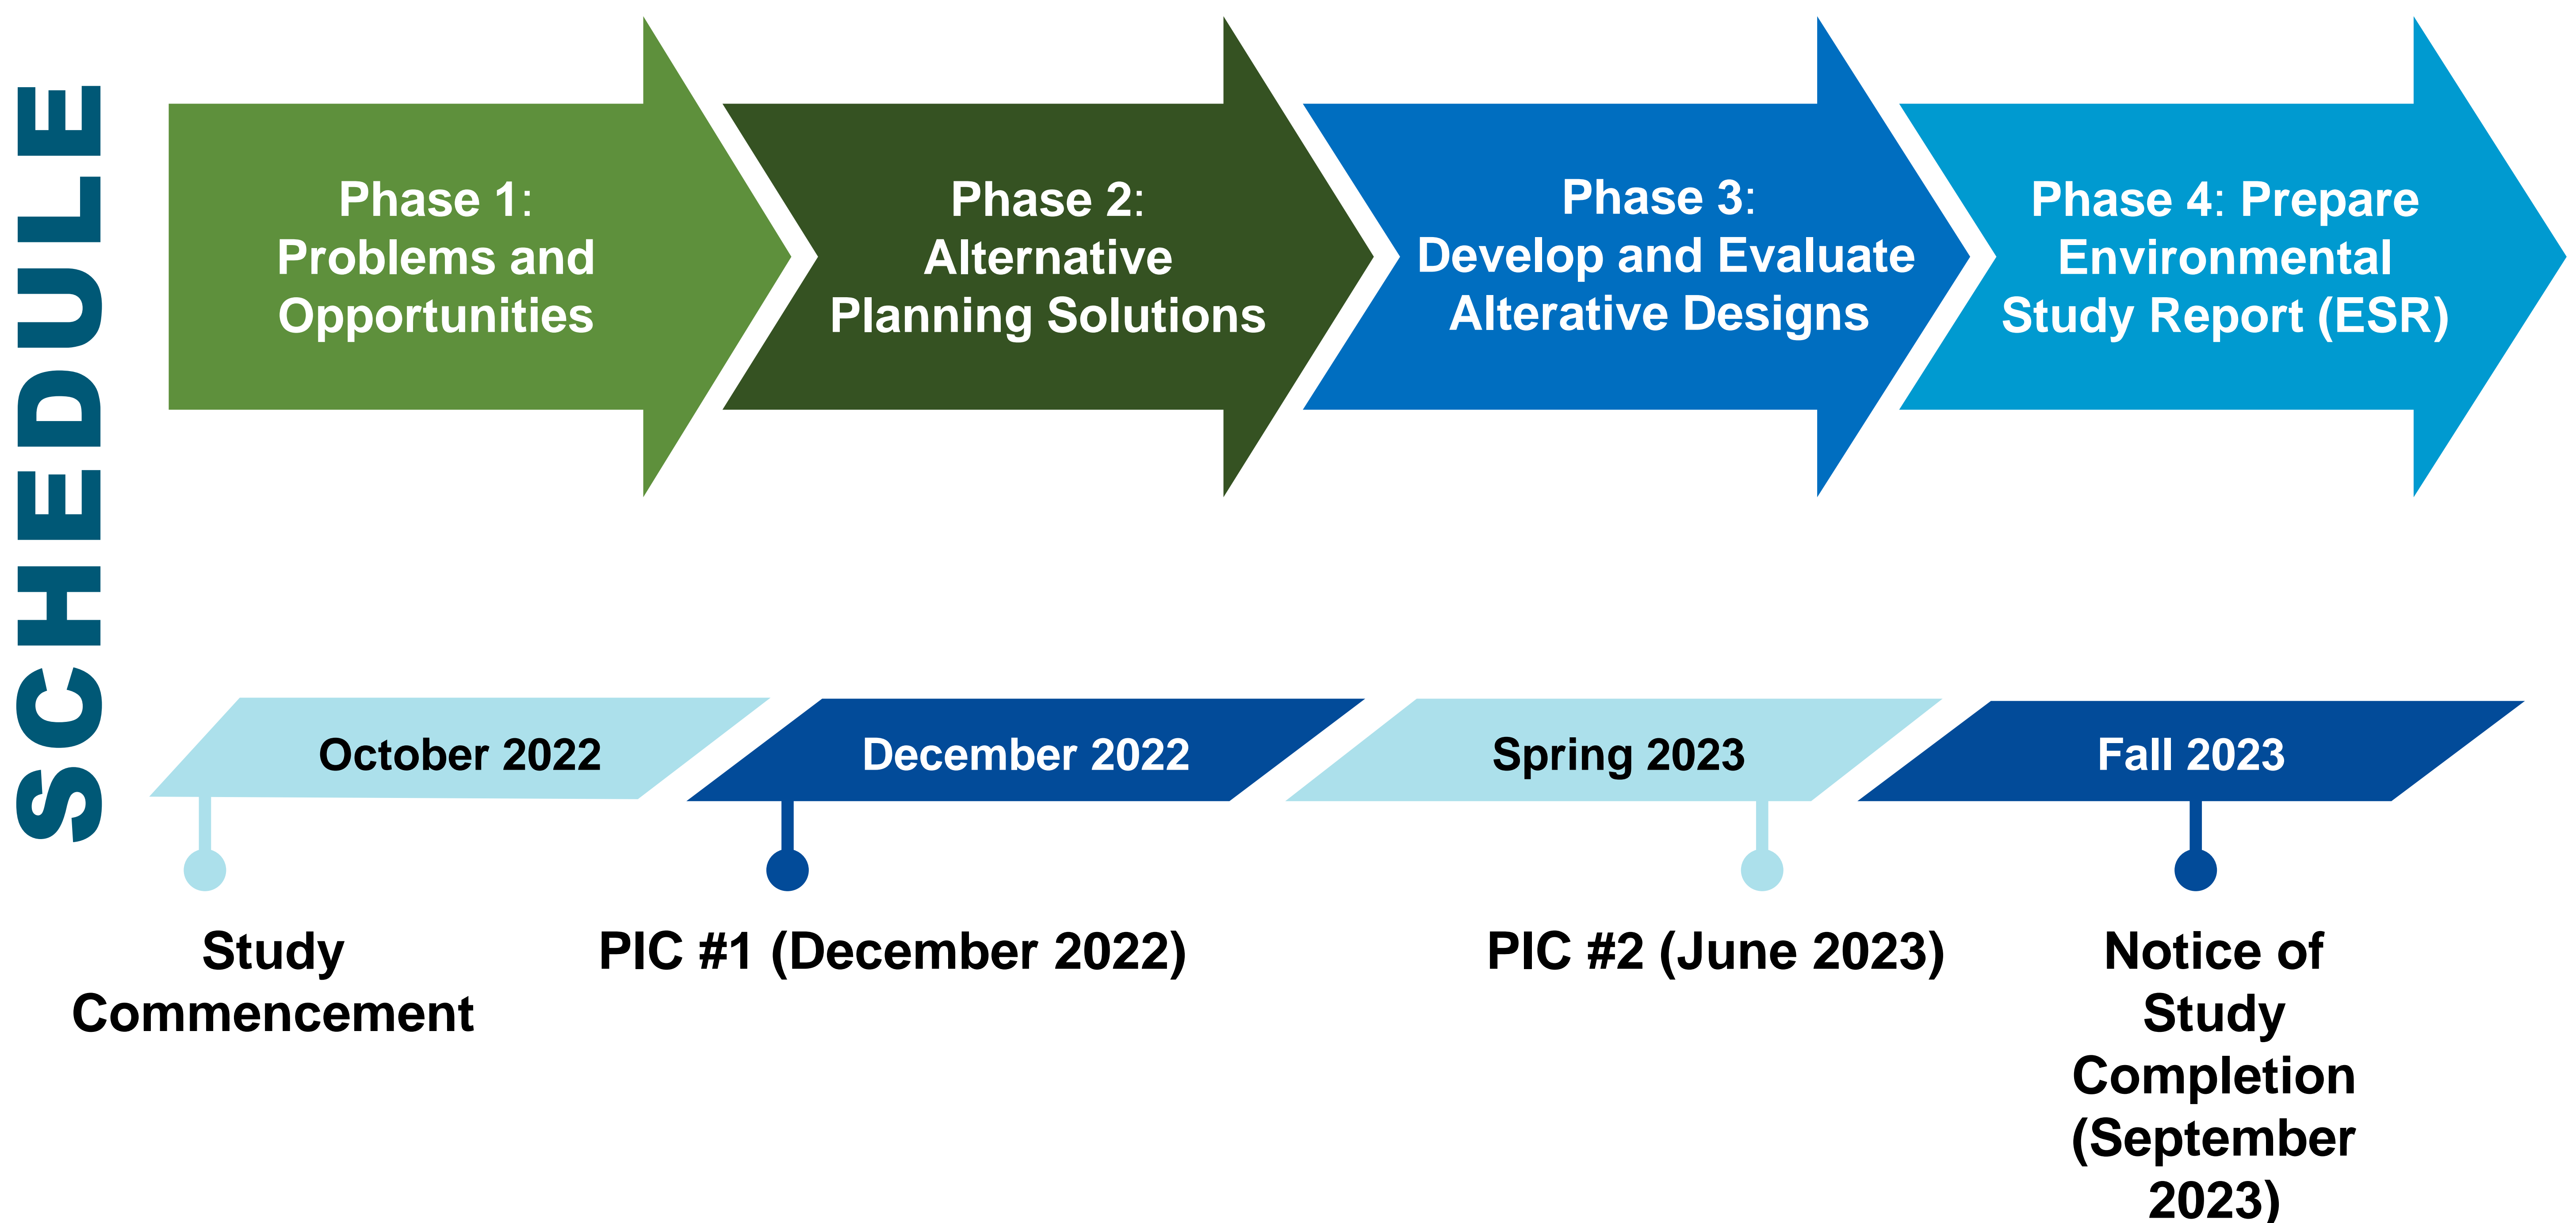 SCHEDULE
Phase 1:
Problems and
Opportunities
Phase 2:
Alternative
Planning Solutions
Phase 3:
Develop and Evaluate
Alterative Designs
Phase 4: Prepare
Environmental
Study Report (ESR)
October 2022
December 2022
Spring 2023
Fall 2023
Study
Commencement
PIC #1 (December 2022)
PIC #2 (June 2023)
Notice of
Study
Completion
(September
2023)